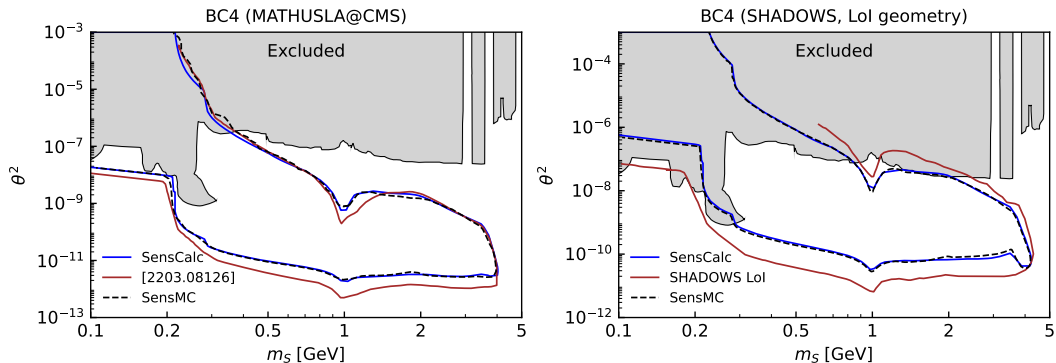 BC4 (MATHUSLA@CMS)
10⁻³
10⁻⁵
10⁻⁷
10⁻⁹
10⁻¹¹
10⁻¹³
θ²
Excluded
SensCalc
[2203.08126]
SensMC
0.1 0.2 0.5 1 2 5
m_S [GeV]
BC4 (SHADOWS, LoI geometry)
10⁻⁴
10⁻⁶
10⁻⁸
10⁻¹⁰
10⁻¹²
θ²
Excluded
SensCalc
SHADOWS LoI
SensMC
0.1 0.2 0.5 1 2 5
m_S [GeV]